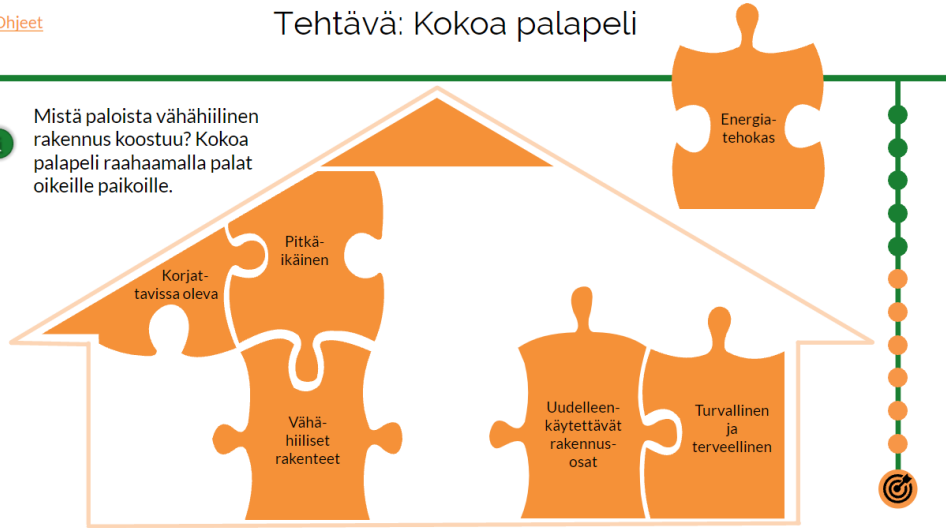 Ohjeet
Tehtävä: Kokoa palapeli
Mistä paloista vähähiilinen
rakennus koostuu? Kokoa
palapeli raahaamalla palat
oikeille paikoille.
Energia-
tehokas
Pitkä-
ikäinen
Korjat-
tavissa oleva
Vähä-
hiiliset
rakenteet
Uudelleen-
käytettävät
rakennus-
osat
Turvallinen
ja
terveellinen